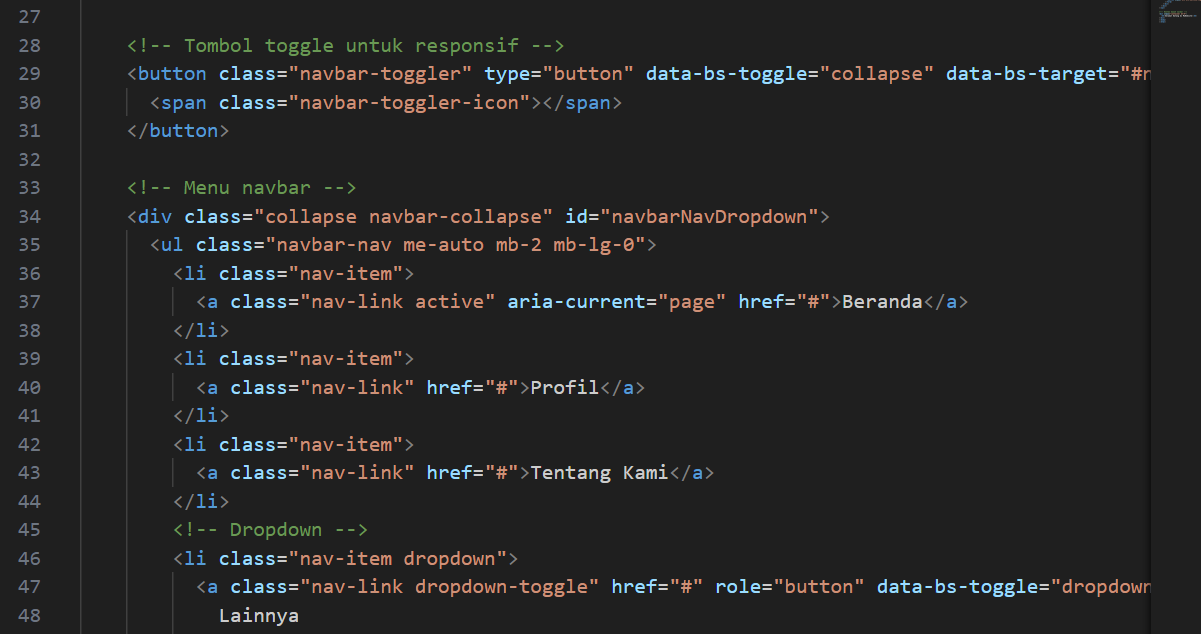 27
28 <!-- Tombol toggle untuk responsif -->
29 <button class="navbar-toggler" type="button" data-bs-toggle="collapse" data-bs-target="#n
30 <span class="navbar-toggler-icon"></span>
31 </button>
32
33 <!-- Menu navbar -->
34 <div class="collapse navbar-collapse" id="navbarNavDropdown">
35 <ul class="navbar-nav me-auto mb-2 mb-lg-0">
36 <li class="nav-item">
37 <a class="nav-link active" aria-current="page" href="#">Beranda</a>
38 </li>
39 <li class="nav-item">
40 <a class="nav-link" href="#">Profil</a>
41 </li>
42 <li class="nav-item">
43 <a class="nav-link" href="#">Tentang Kami</a>
44 </li>
45 <!-- Dropdown -->
46 <li class="nav-item dropdown">
47 <a class="nav-link dropdown-toggle" href="#" role="button" data-bs-toggle="dropdown
48 Lainnya